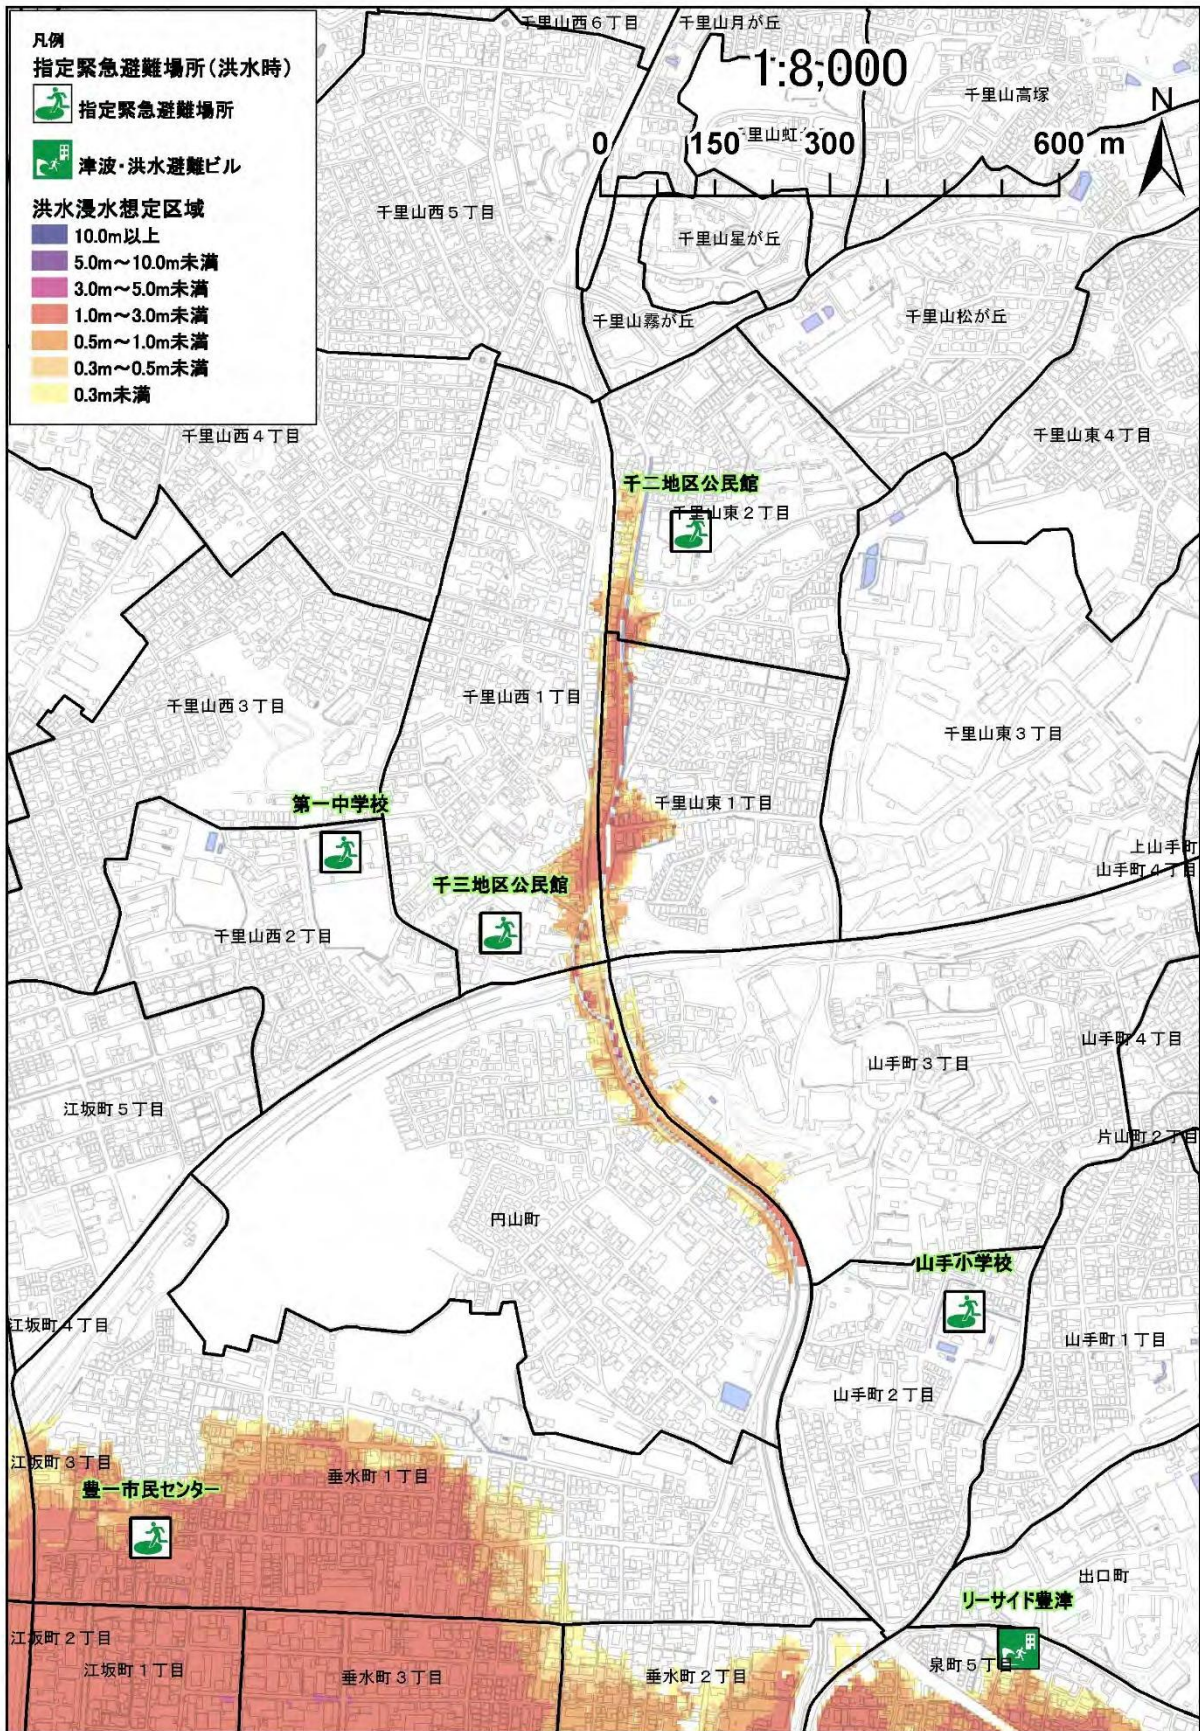 凡例
指定緊急避難場所(洪水時)
指定緊急避難場所
津波・洪水避難ビル
洪水浸水想定区域
10.0m以上
5.0m～10.0m未満
3.0m～5.0m未満
1.0m～3.0m未満
0.5m～1.0m未満
0.3m～0.5m未満
0.3m未満
千里山西6丁目
千里山月が丘
1:8,000
千里山高塚
N
千里山虹
0 150 300 600 m
千里山西5丁目
千里山星が丘
千里山霧が丘
千里山松が丘
千里山西4丁目
千里山東4丁目
千二地区公民館
千里山東2丁目
千里山西3丁目
千里山西1丁目
千里山東3丁目
第一中学校
千里山東1丁目
上山手町
山手町4丁目
千三地区公民館
千里山西2丁目
山手町4丁目
山手町3丁目
江坂町5丁目
片山町2丁目
円山町
山手小学校
江坂町4丁目
山手町1丁目
山手町2丁目
江坂町3丁目
垂水町1丁目
豊一市民センター
出口町
リーサイド豊津
江坂町2丁目
江坂町1丁目
垂水町3丁目
垂水町2丁目
泉町5丁目